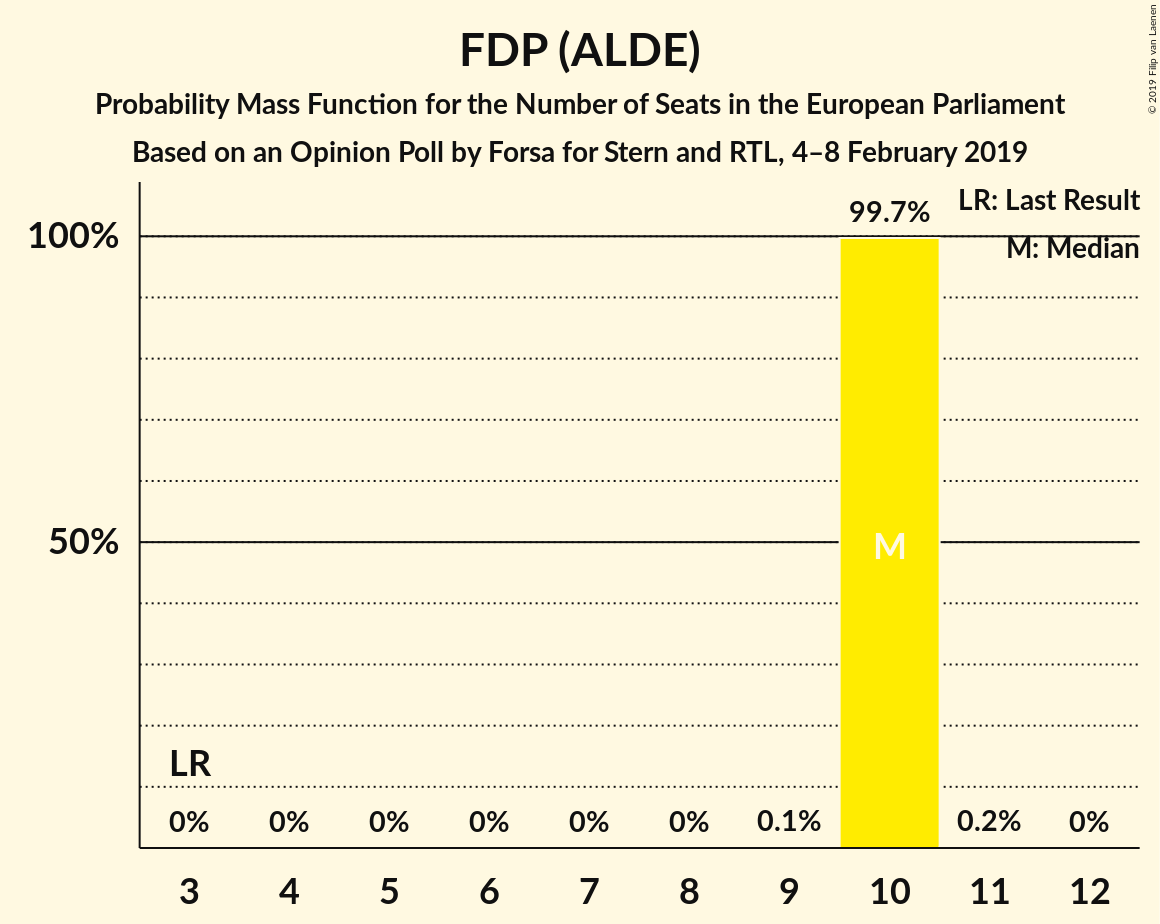 FDP (ALDE)
Probability Mass Function for the Number of Seats in the European Parliament
Based on an Opinion Poll by Forsa for Stern and RTL, 4–8 February 2019
© 2019 Filip van Laenen
LR: Last Result
M: Median
99.7%
100%
50%
M
LR
0% 0% 0% 0% 0% 0% 0.1% 0.2% 0%
3 4 5 6 7 8 9 10 11 12